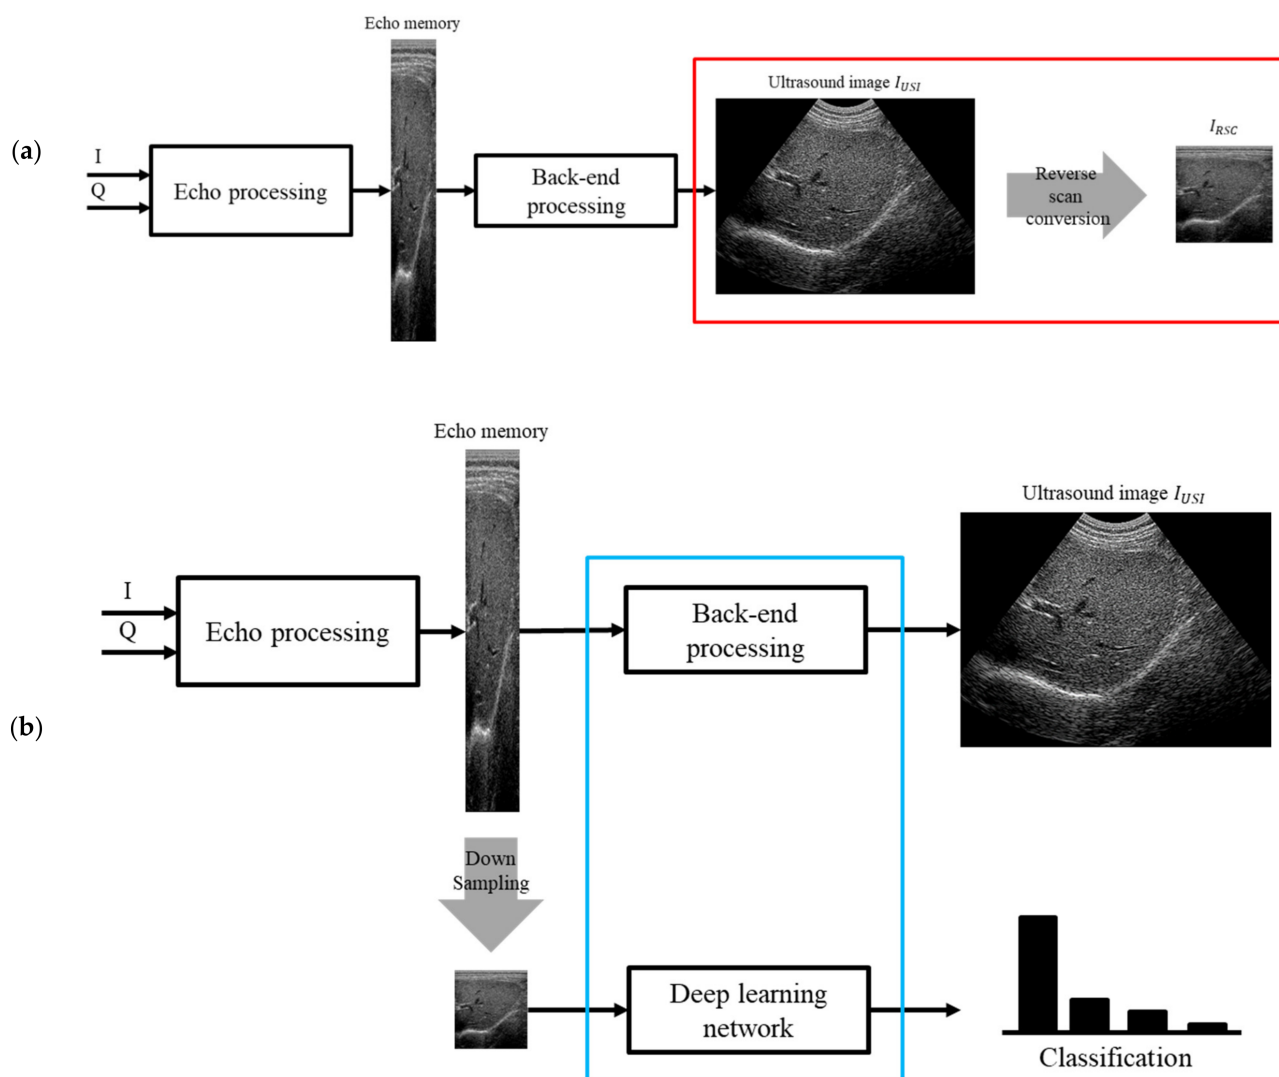 Echo memory
Ultrasound image I_USI
I_RSC
(a)
I
Q
Echo processing
Back-end
processing
Reverse
scan
conversion
Echo memory
Ultrasound image I_USI
I
Q
Echo processing
Back-end
processing
(b)
Down
Sampling
Deep learning
network
Classification